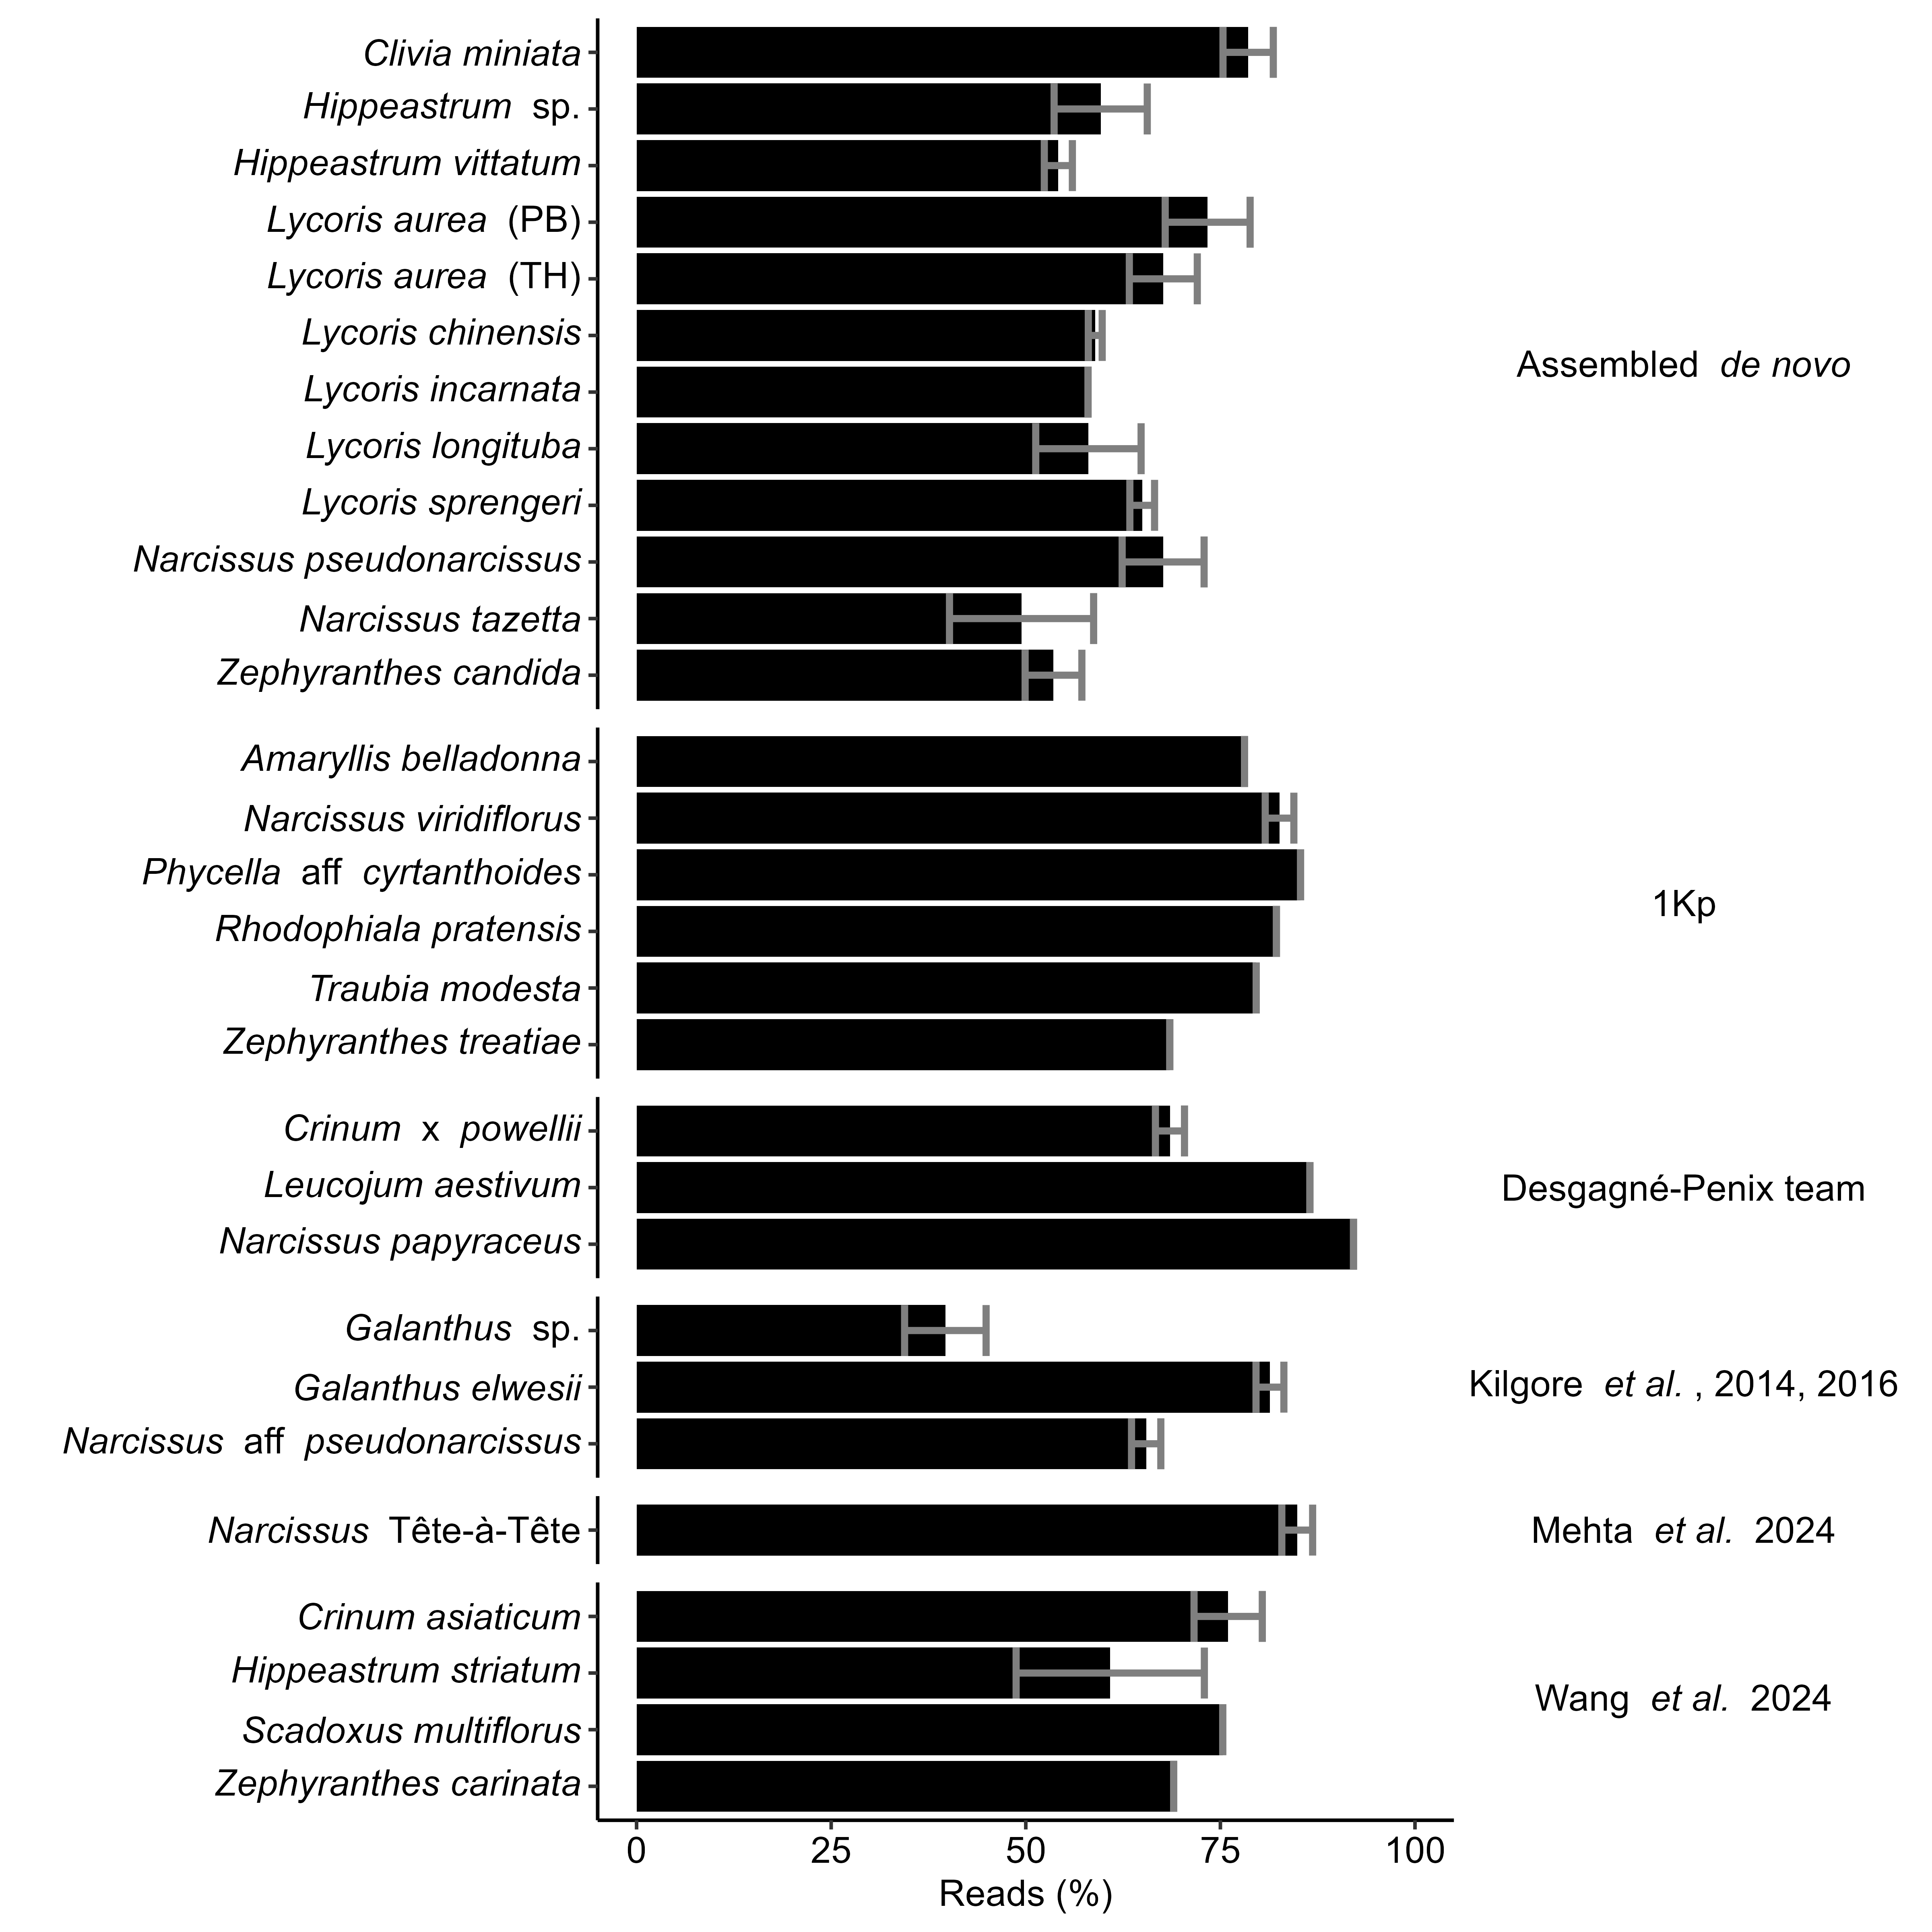 Clivia miniata
Hippeastrum sp.
Hippeastrum vittatum
Lycoris aurea (PB)
Lycoris aurea (TH)
Lycoris chinensis
Lycoris incarnata
Lycoris longituba
Lycoris sprengeri
Narcissus pseudonarcissus
Narcissus tazetta
Zephyranthes candida
Assembled de novo
Amaryllis belladonna
Narcissus viridiflorus
Phycella aff cyrtanthoides
Rhodophiala pratensis
Traubia modesta
Zephyranthes treatiae
1Kp
Crinum x powellii
Leucojum aestivum
Narcissus papyraceus
Desgagné-Penix team
Galanthus sp.
Galanthus elwesii
Narcissus aff pseudonarcissus
Kilgore et al. , 2014, 2016
Narcissus Tête-à-Tête
Mehta et al. 2024
Crinum asiaticum
Hippeastrum striatum
Scadoxus multiflorus
Zephyranthes carinata
Wang et al. 2024
0 25 50 75 100
Reads (%)